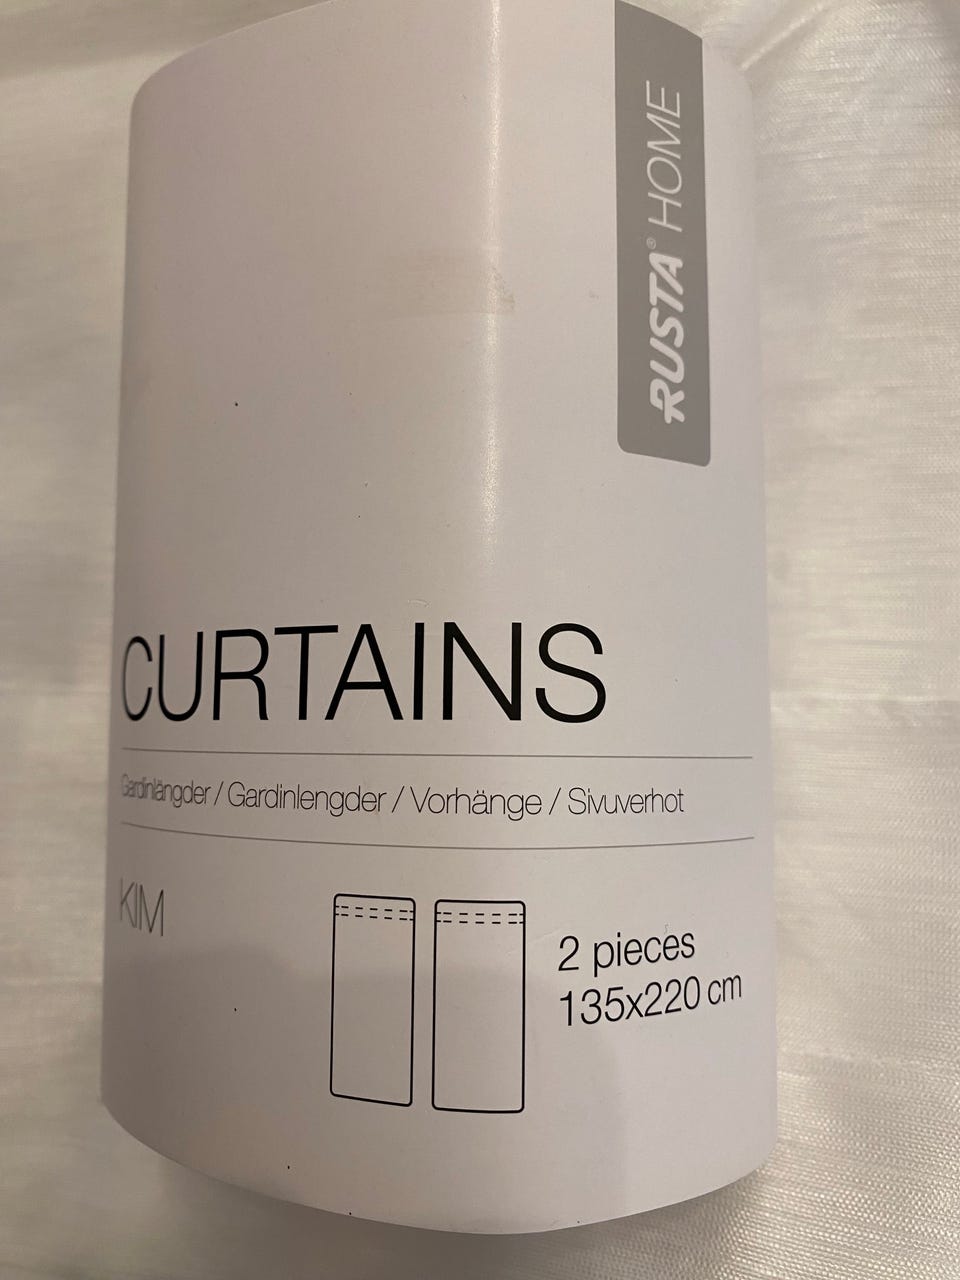 RUSTA® HOME
CURTAINS
Gardinlängder / Gardinlengder / Vorhänge / Sivuverhot
KIM
2 pieces
135x220 cm